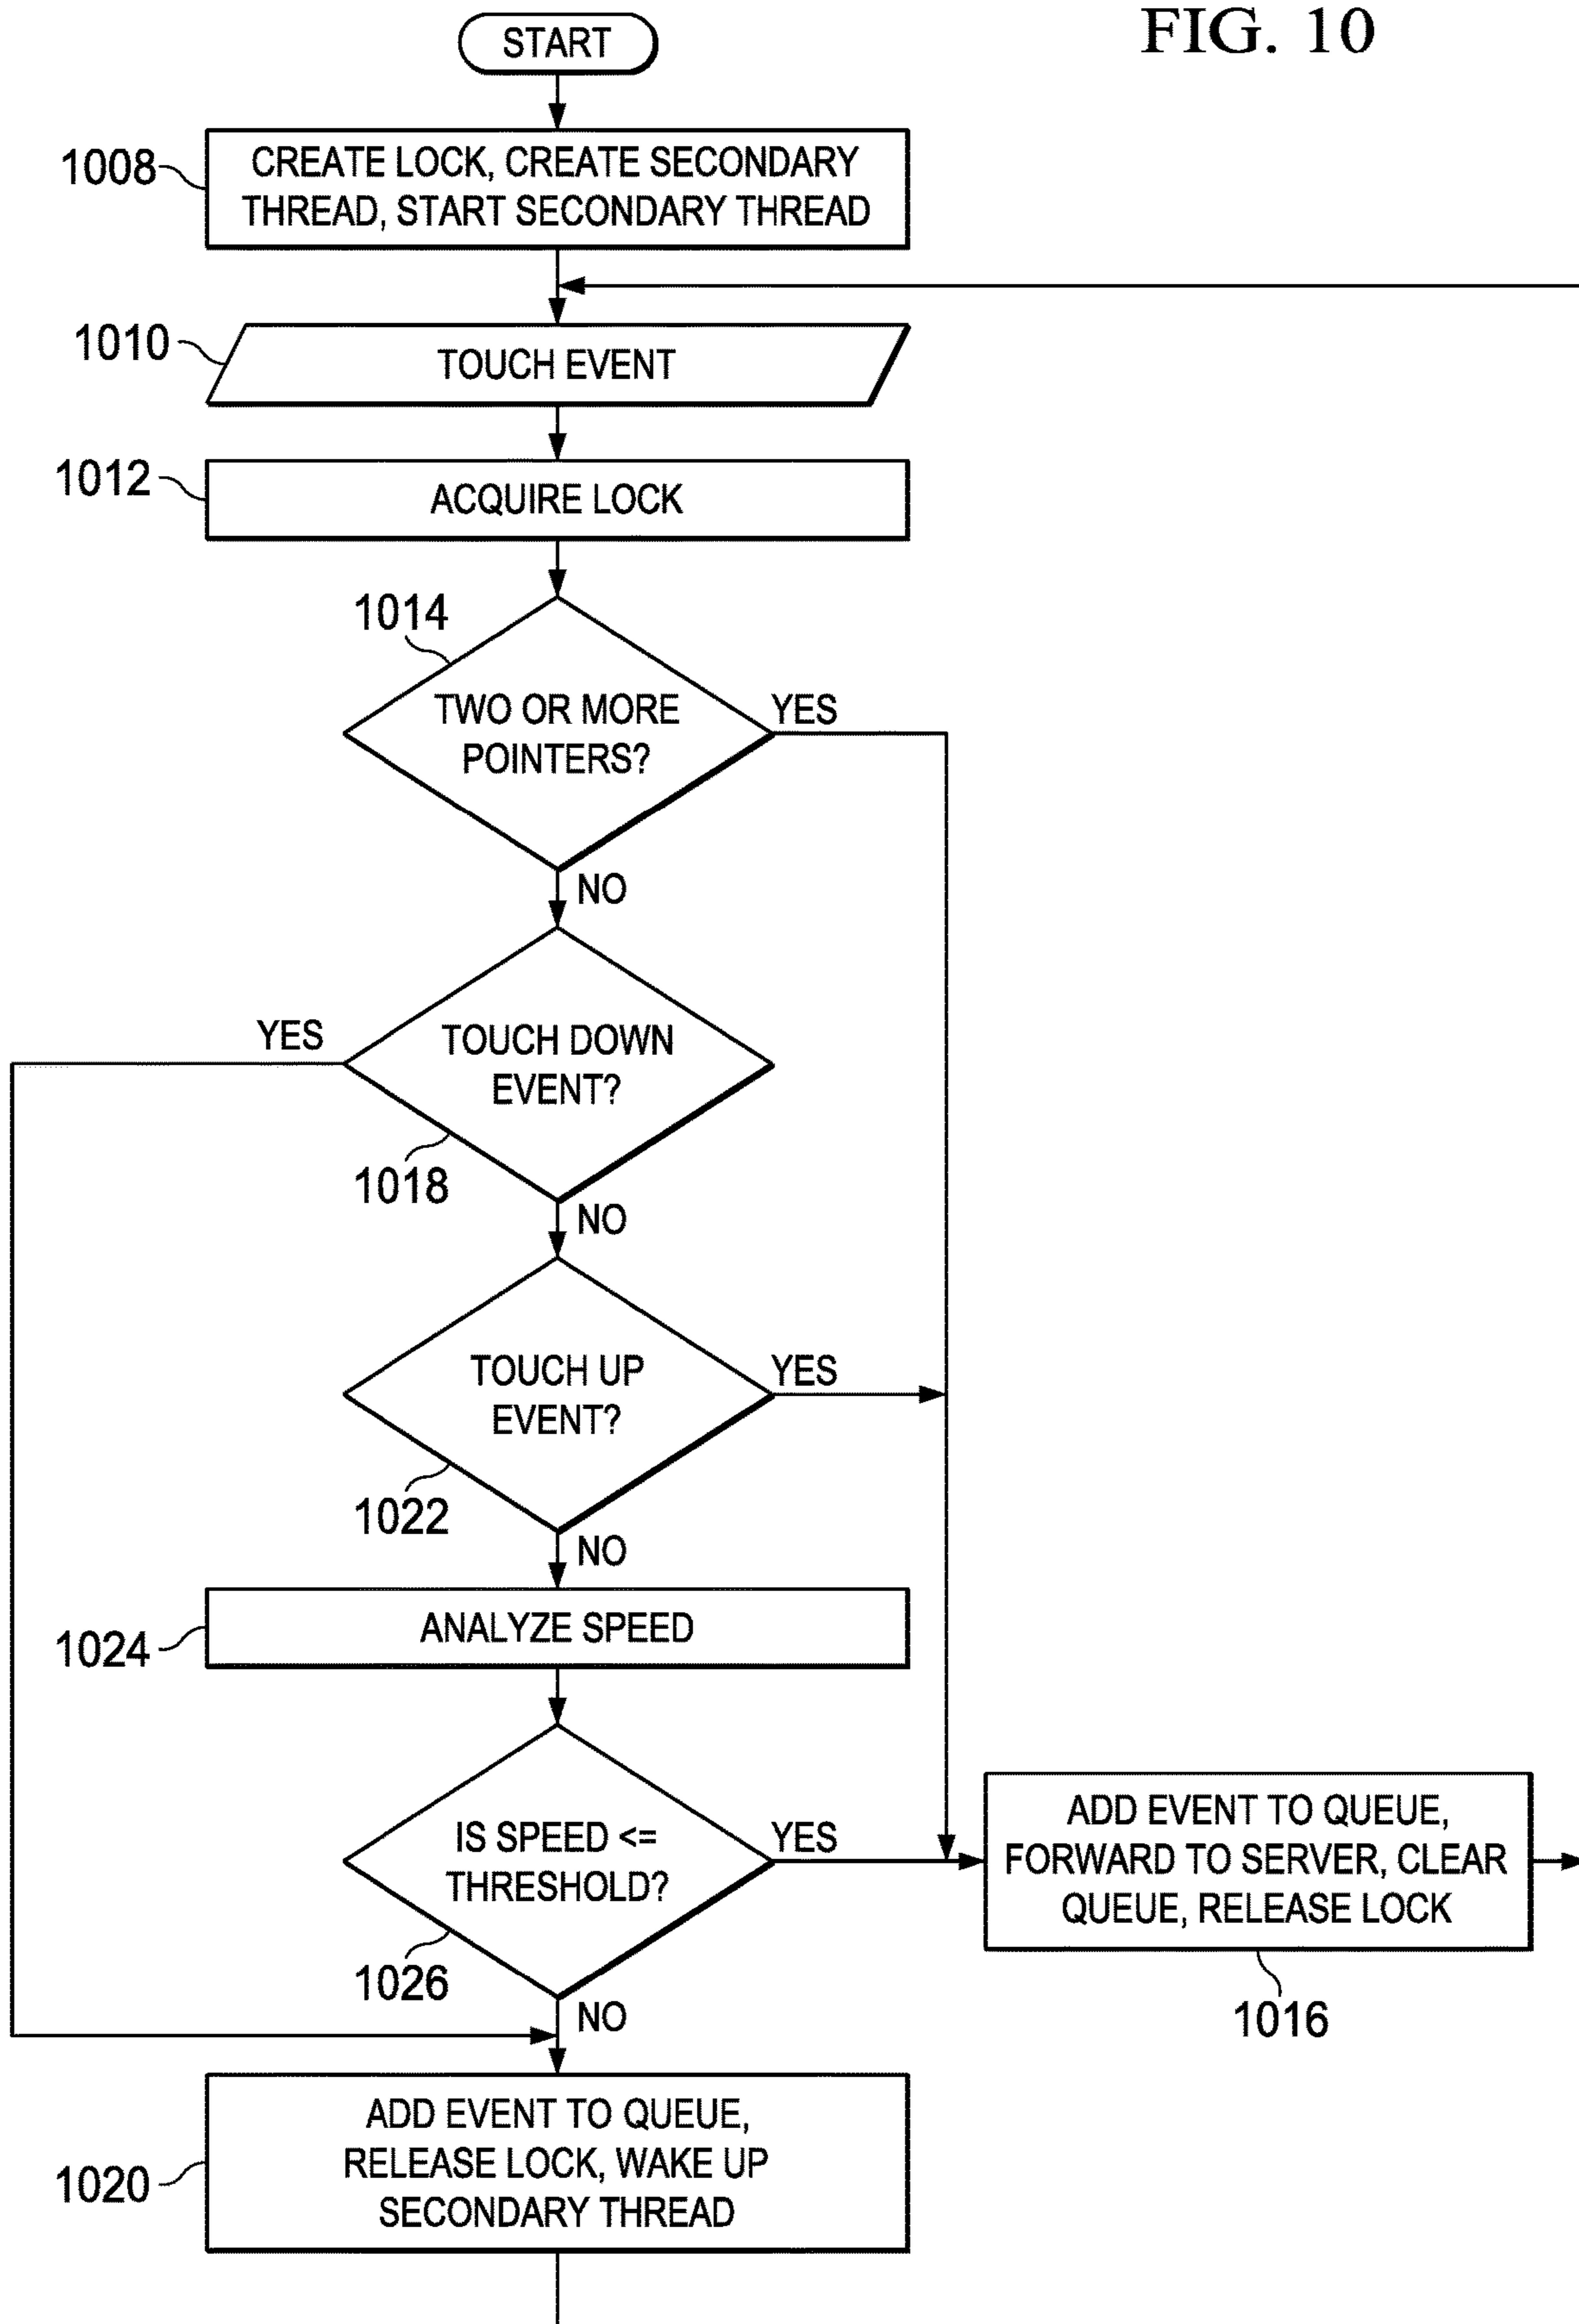 FIG. 10
START
1008
CREATE LOCK, CREATE SECONDARY
THREAD, START SECONDARY THREAD
1010
TOUCH EVENT
1012
ACQUIRE LOCK
1014
TWO OR MORE
POINTERS?
YES
NO
YES
TOUCH DOWN
EVENT?
1018
NO
TOUCH UP
EVENT?
YES
1022
NO
1024
ANALYZE SPEED
IS SPEED <=
THRESHOLD?
YES
1026
NO
ADD EVENT TO QUEUE,
FORWARD TO SERVER, CLEAR
QUEUE, RELEASE LOCK
1016
1020
ADD EVENT TO QUEUE,
RELEASE LOCK, WAKE UP
SECONDARY THREAD